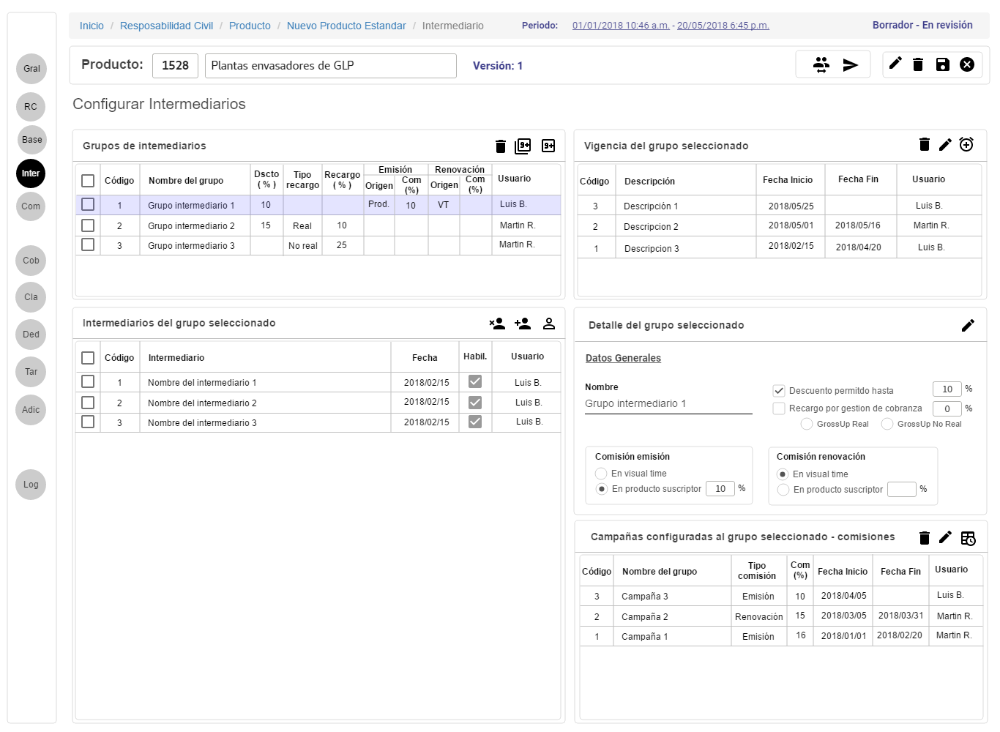 Inicio / Responsabilidad Civil / Producto / Nuevo Producto Estandar / Intermediario Periodo: 01/01/2018 10:46 a.m. - 20/05/2018 6:45 p.m. Borrador - En revisión
Producto: 1528 Plantas envasadores de GLP Versión: 1
Gral
RC
Base
Inter
Com
Cob
Cla
Ded
Tar
Adic
Log
Configurar Intermediarios
Grupos de intemediarios
9+ 9+
Código Nombre del grupo Dscto ( % ) Tipo recargo Recargo ( % ) Emisión Origen Com (%) Renovación Origen Com (%) Usuario
1 Grupo intermediario 1 10 Prod. 10 VT Luis B.
2 Grupo intermediario 2 15 Real 10 Martin R.
3 Grupo intermediario 3 No real 25 Martin R.
Vigencia del grupo seleccionado
Código Descripción Fecha Inicio Fecha Fin Usuario
3 Descripción 1 2018/05/25 Luis B.
2 Descripcion 2 2018/05/01 2018/05/16 Martin R.
1 Descripcion 3 2018/02/15 2018/04/20 Luis B.
Intermediarios del grupo seleccionado
Código Intermediario Fecha Habil. Usuario
1 Nombre del intermediario 1 2018/02/15 Luis B.
2 Nombre del intermediario 2 2018/02/15 Luis B.
3 Nombre del intermediario 3 2018/02/15 Luis B.
Detalle del grupo seleccionado
Datos Generales
Nombre
Grupo intermediario 1
Descuento permitdo hasta 10 %
Recargo por gestion de cobranza 0 %
GrossUp Real GrossUp No Real
Comisión emisión
En visual time
En producto suscriptor 10 %
Comisión renovación
En visual time
En producto suscriptor %
Campañas configuradas al grupo seleccionado - comisiones
Código Nombre del grupo Tipo comisión Com (%) Fecha Inicio Fecha Fin Usuario
3 Campaña 3 Emisión 10 2018/04/05 Luis B.
2 Campaña 2 Renovación 15 2018/03/05 2018/03/31 Martin R.
1 Campaña 1 Emisión 16 2018/01/01 2018/02/20 Martin R.